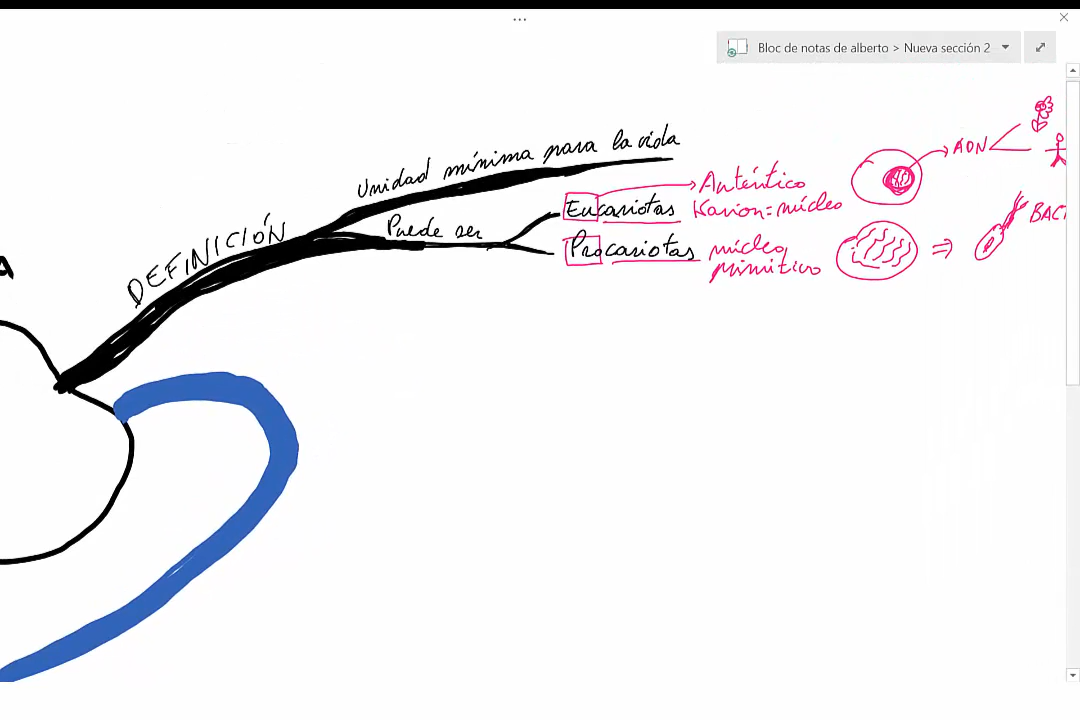 Bloc de notas de alberto > Nueva sección 2
Unidad mínima para la vida
DEFINICIÓN
Puede ser
Eucariotas
Auténtico
Karion = núcleo
ADN
Procariotas
núcleo
primitivo